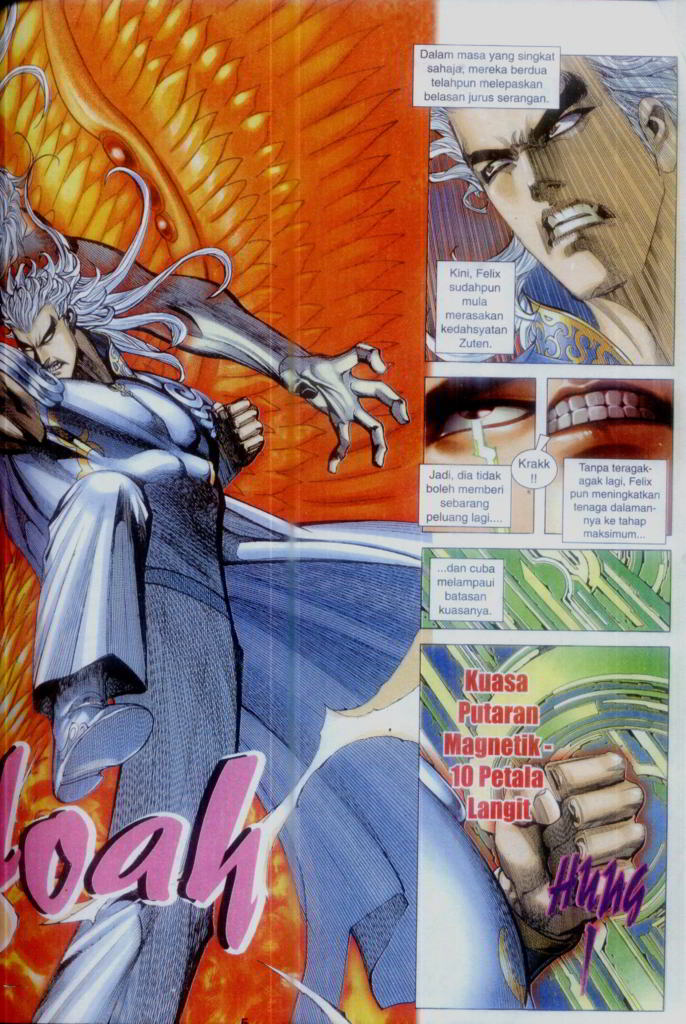 Dalam masa yang singkat
sahaja, mereka berdua
telahpun melepaskan
belasan jurus serangan.
Kini, Felix
sudahpun
mula
merasakan
kedahsyatan
Zuten.
Jadi, dia tidak
boleh memberi
sebarang
peluang lagi....
Krakk
!!
Tanpa teragak-
agak lagi, Felix
pun meningkatkan
tenaga dalaman-
nya ke tahap
maksimum...
...dan cuba
melampaui
batasan
kuasanya.
Kuasa
Putaran
Magnetik -
10 Petala
Langit
Hung
!
oah
5